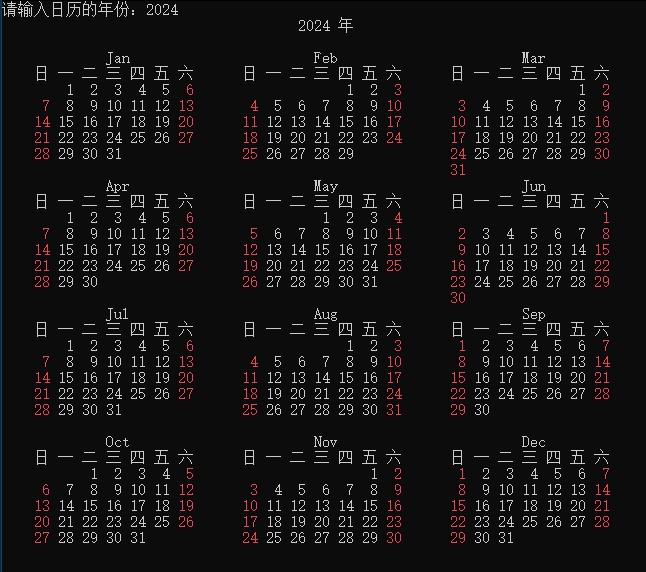 请输入日历的年份：2024
2024 年
Jan Feb Mar
日 一 二 三 四 五 六 日 一 二 三 四 五 六 日 一 二 三 四 五 六
1 2 3 4 5 6 1 2 3 1 2
7 8 9 10 11 12 13 4 5 6 7 8 9 10 3 4 5 6 7 8 9
14 15 16 17 18 19 20 11 12 13 14 15 16 17 10 11 12 13 14 15 16
21 22 23 24 25 26 27 18 19 20 21 22 23 24 17 18 19 20 21 22 23
28 29 30 31 25 26 27 28 29 24 25 26 27 28 29 30
31
Apr May Jun
日 一 二 三 四 五 六 日 一 二 三 四 五 六 日 一 二 三 四 五 六
1 2 3 4 5 6 1 2 3 4 1
7 8 9 10 11 12 13 5 6 7 8 9 10 11 2 3 4 5 6 7 8
14 15 16 17 18 19 20 12 13 14 15 16 17 18 9 10 11 12 13 14 15
21 22 23 24 25 26 27 19 20 21 22 23 24 25 16 17 18 19 20 21 22
28 29 30 26 27 28 29 30 31 23 24 25 26 27 28 29
30
Jul Aug Sep
日 一 二 三 四 五 六 日 一 二 三 四 五 六 日 一 二 三 四 五 六
1 2 3 4 5 6 1 2 3 1 2 3 4 5 6 7
7 8 9 10 11 12 13 4 5 6 7 8 9 10 8 9 10 11 12 13 14
14 15 16 17 18 19 20 11 12 13 14 15 16 17 15 16 17 18 19 20 21
21 22 23 24 25 26 27 18 19 20 21 22 23 24 22 23 24 25 26 27 28
28 29 30 31 25 26 27 28 29 30 31 29 30
Oct Nov Dec
日 一 二 三 四 五 六 日 一 二 三 四 五 六 日 一 二 三 四 五 六
1 2 3 4 5 1 2 1 2 3 4 5 6 7
6 7 8 9 10 11 12 3 4 5 6 7 8 9 8 9 10 11 12 13 14
13 14 15 16 17 18 19 10 11 12 13 14 15 16 15 16 17 18 19 20 21
20 21 22 23 24 25 26 17 18 19 20 21 22 23 22 23 24 25 26 27 28
27 28 29 30 31 24 25 26 27 28 29 30 29 30 31